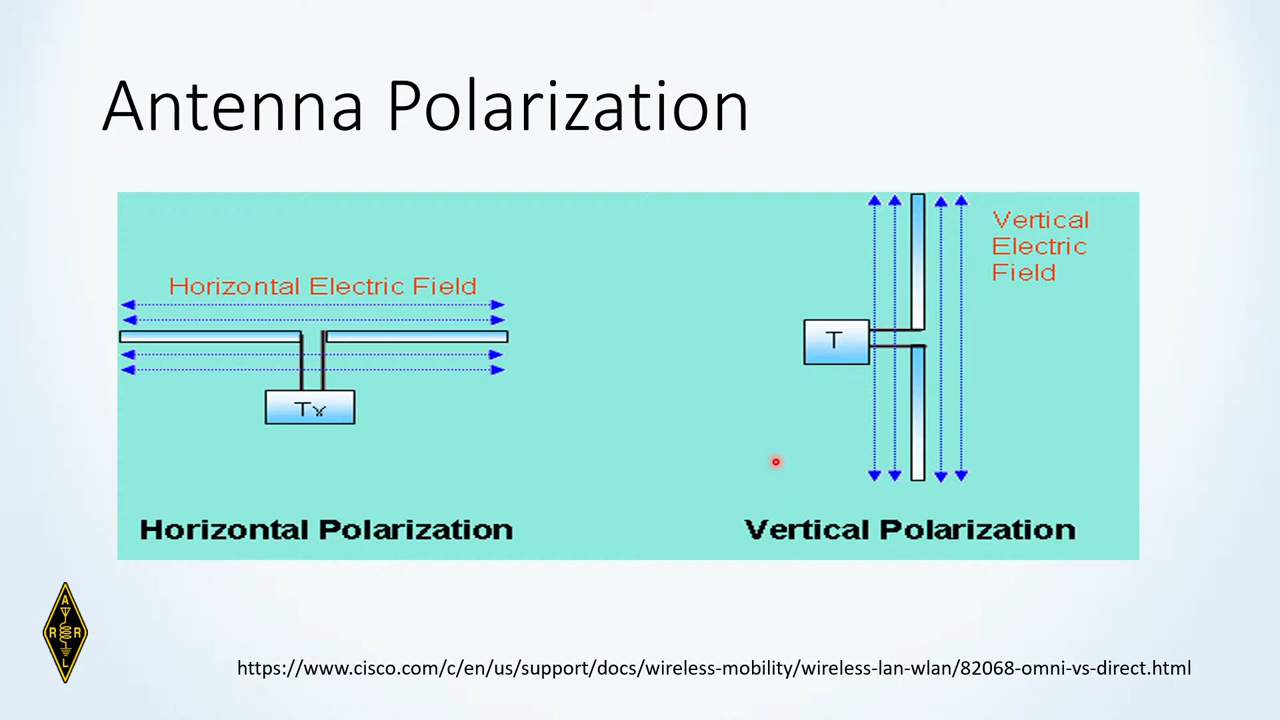 Antenna Polarization
Horizontal Electric Field
Tx
Horizontal Polarization
Vertical
Electric
Field
T
Vertical Polarization
A
R R
L
https://www.cisco.com/c/en/us/support/docs/wireless-mobility/wireless-lan-wlan/82068-omni-vs-direct.html